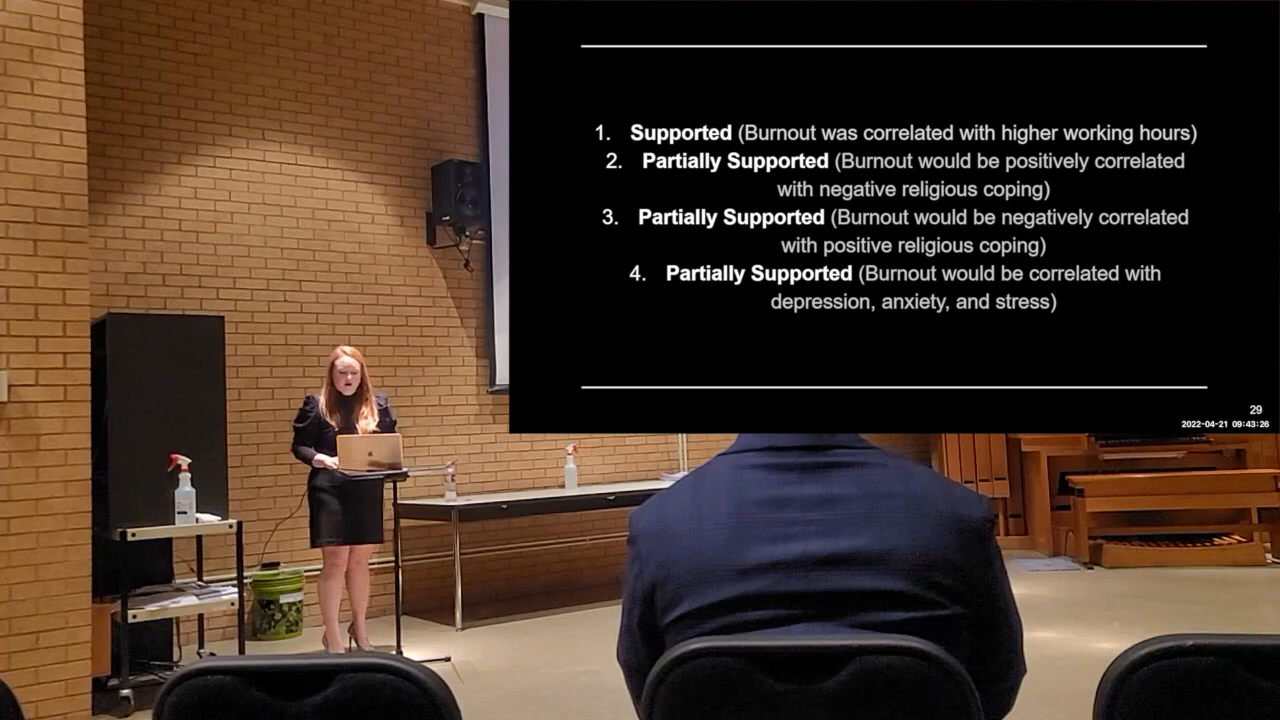 1. Supported (Burnout was correlated with higher working hours)
2. Partially Supported (Burnout would be positively correlated
with negative religious coping)
3. Partially Supported (Burnout would be negatively correlated
with positive religious coping)
4. Partially Supported (Burnout would be correlated with
depression, anxiety, and stress)
29
2022-04-21 09:43:26